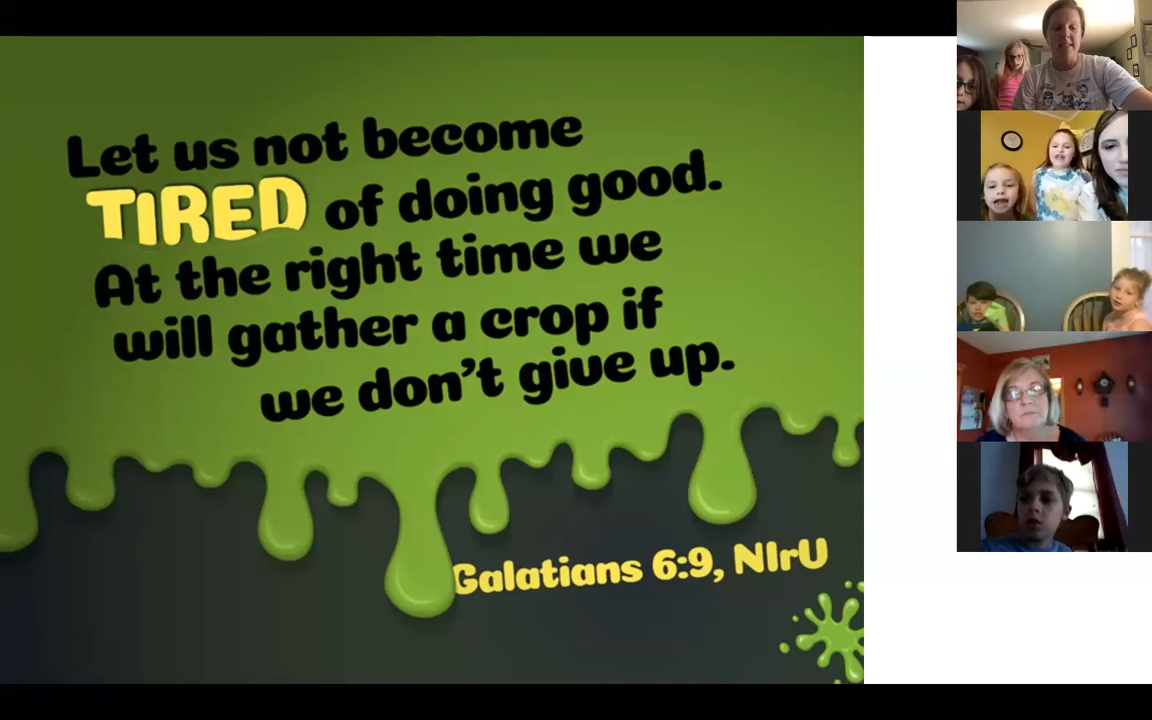 Let us not become
TIRED of doing good.
At the right time we
will gather a crop if
we don't give up.
Galatians 6:9, NIrU